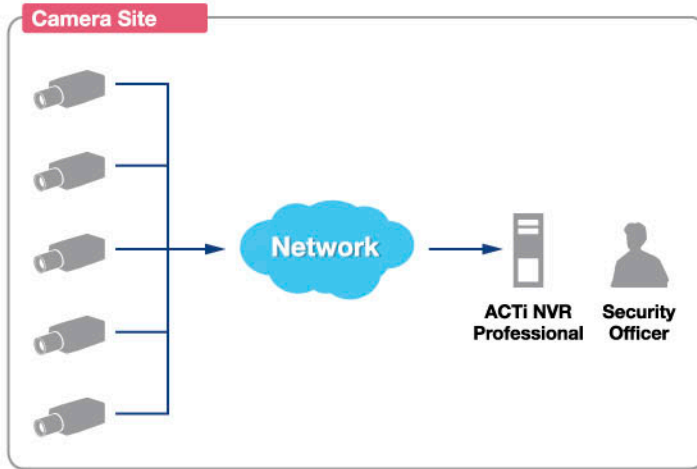 Camera Site
Network
ACTi NVR
Professional
Security
Officer